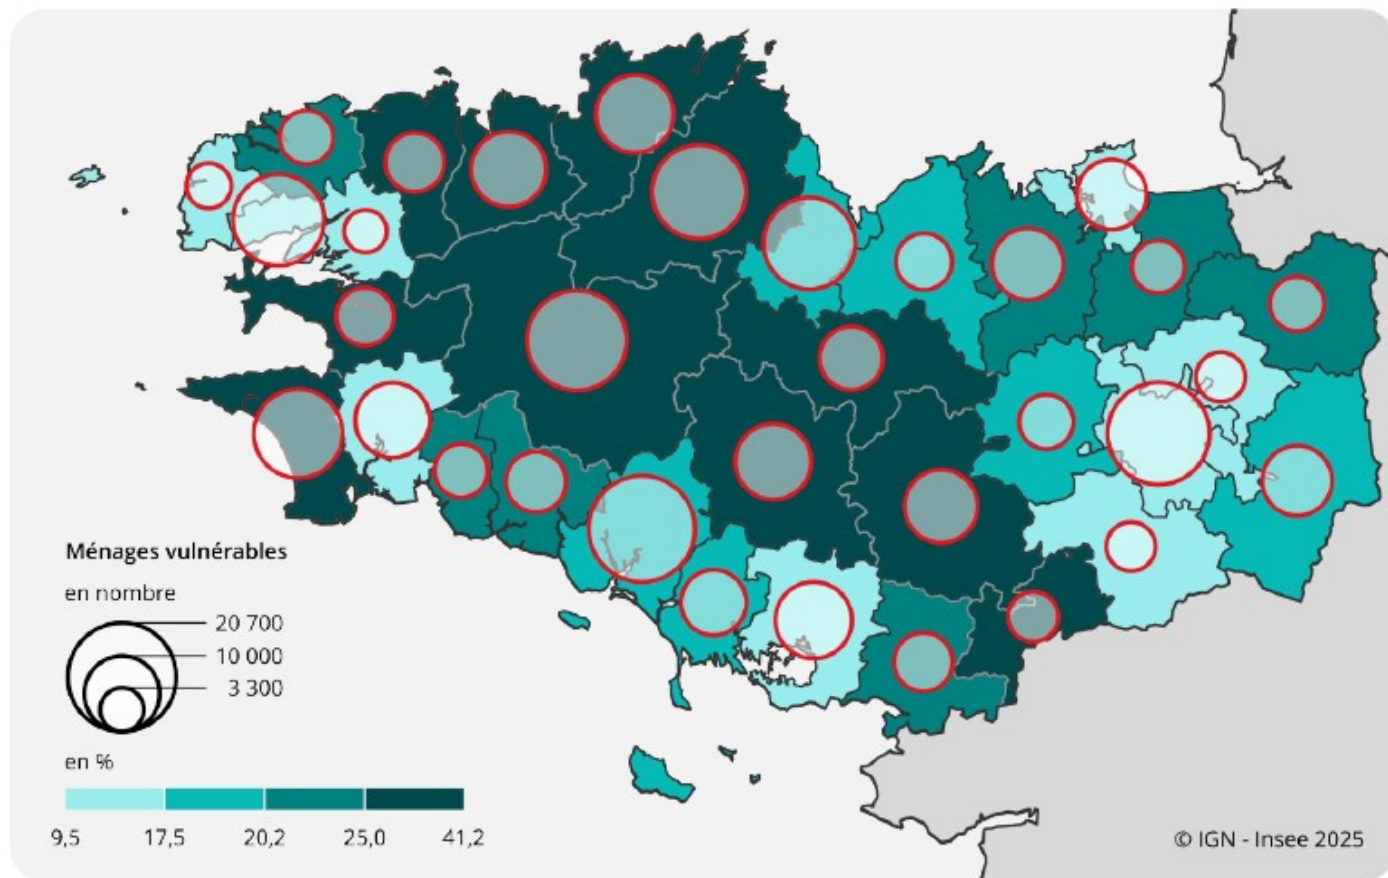 Ménages vulnérables
en nombre
20 700
10 000
3 300
en %
9,5 17,5 20,2 25,0 41,2
© IGN - Insee 2025